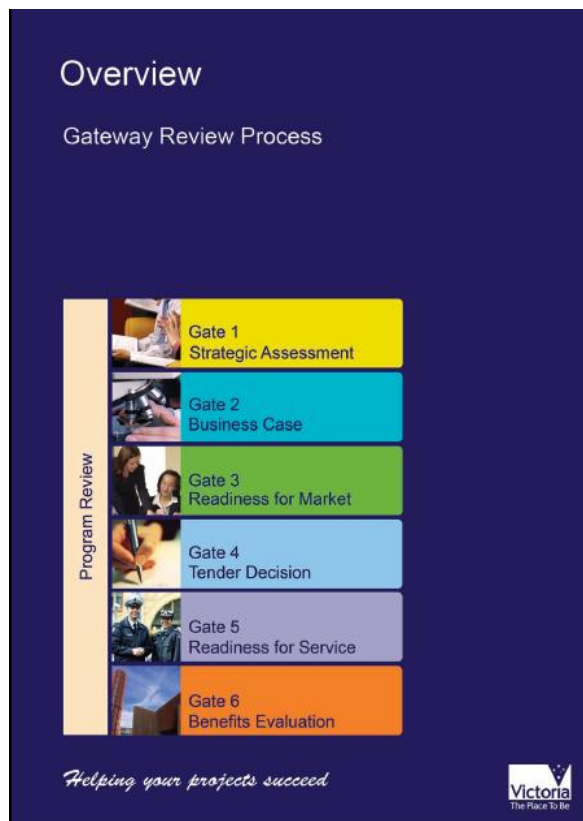 Overview
Gateway Review Process
Program Review
Gate 1
Strategic Assessment
Gate 2
Business Case
Gate 3
Readiness for Market
Gate 4
Tender Decision
Gate 5
Readiness for Service
Gate 6
Benefits Evaluation
Helping your projects succeed
Victoria
The Place To Be